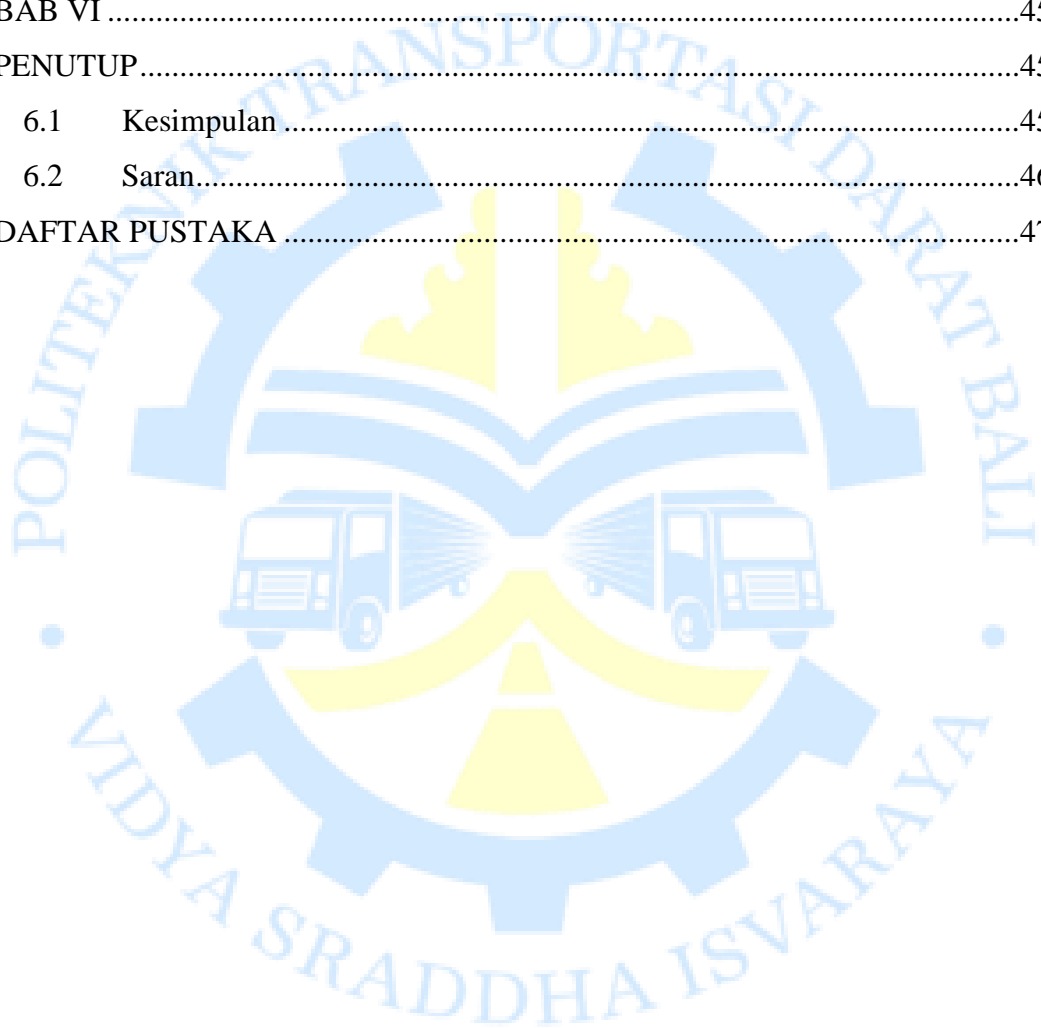 BAB VI ....................................................................................................45
PENUTUP ...............................................................................................45
6.1 Kesimpulan ....................................................................................45
6.2 Saran ..............................................................................................46
DAFTAR PUSTAKA ..............................................................................47
POLITEKNIK TRANSPORTASI DARAT BALI
VIDYA SRADDHA ISVARAYA